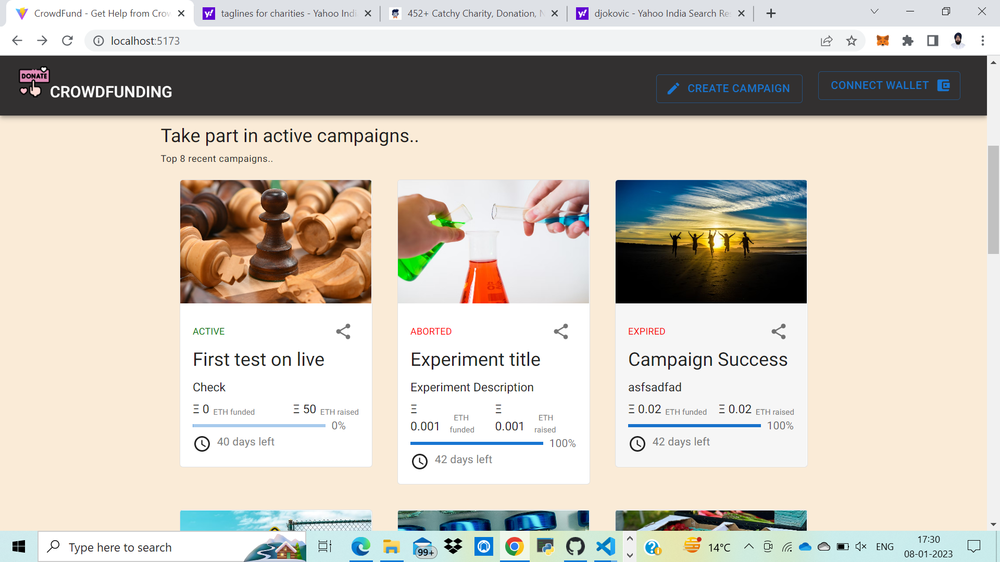 CrowdFund - Get Help from Crow
taglines for charities - Yahoo Indi
452+ Catchy Charity, Donation, N
djokovic - Yahoo India Search Res
localhost:5173
DONATE
CROWDFUNDING
CREATE CAMPAIGN
CONNECT WALLET
Take part in active campaigns..
Top 8 recent campaigns..
ACTIVE
First test on live
Check
Ξ 0 ETH funded Ξ 50 ETH raised
0%
40 days left
ABORTED
Experiment title
Experiment Description
Ξ 0.001 ETH funded Ξ 0.001 ETH raised
100%
42 days left
EXPIRED
Campaign Success
asfsadfad
Ξ 0.02 ETH funded Ξ 0.02 ETH raised
100%
42 days left
Type here to search
99+
14°C
ENG
17:30
08-01-2023